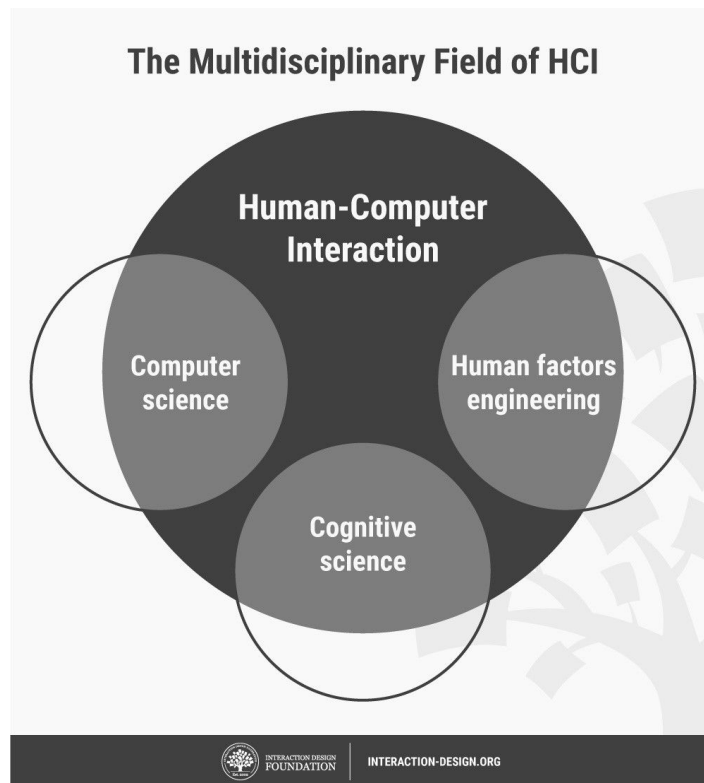 The Multidisciplinary Field of HCI
Human-Computer
Interaction
Computer
science
Human factors
engineering
Cognitive
science
INTERACTION DESIGN
FOUNDATION
INTERACTION-DESIGN.ORG